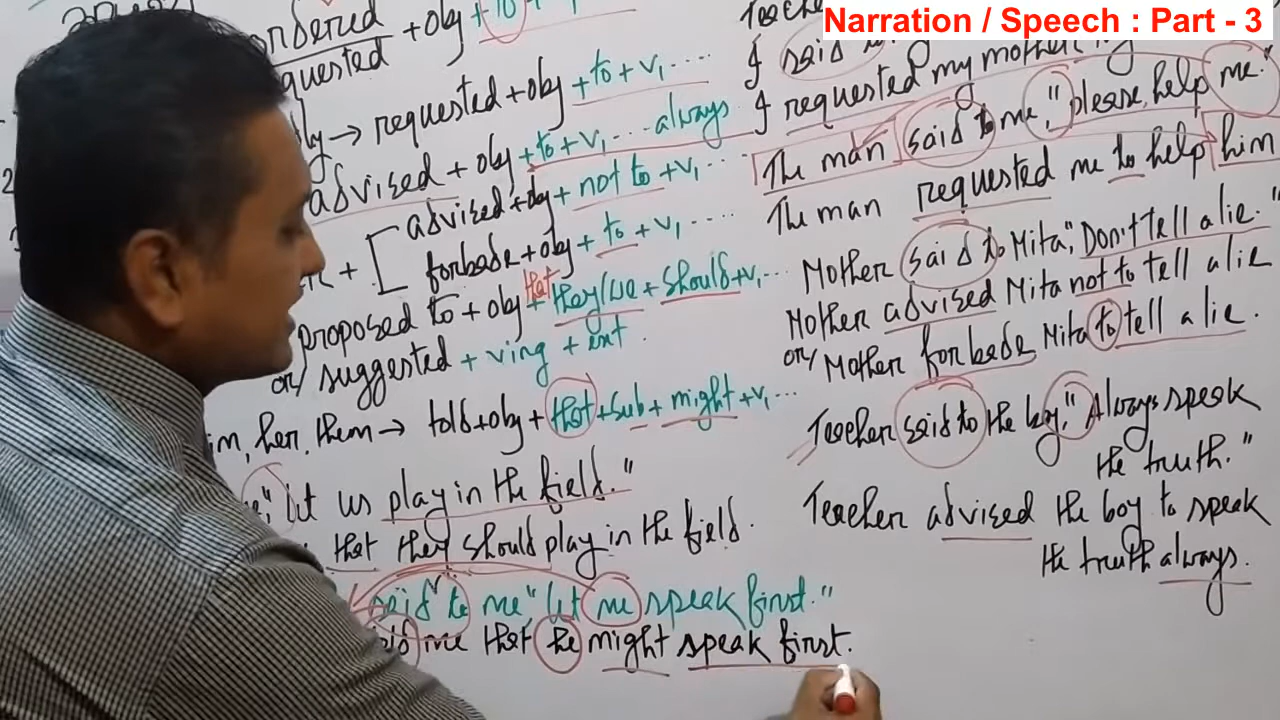 Narration / Speech : Part - 3
ordered
requested + obj + to +
→ requested + obj + to + v₁ ....
advised + obj + to + v₁ .... always
+ [ advised + obj + not to + v₁ ...
forbade + obj + to + v₁ ....
proposed to + obj + that they/we + should + v₁ ...
or/ suggested + ving + ext .
her, them → told + obj + that + sub + might + v₁ ...
"let us play in the field."
that they should play in the field.
said to me, "let me speak first."
me that he might speak first.
I said
I requested my mother
The man said to me, "please, help me."
The man requested me to help him
Mother said to Mita, "Don't tell a lie."
Mother advised Mita not to tell a lie
or/ Mother forbade Mita to tell a lie.
Teacher said to the boy, "Always speak
the truth."
Teacher advised the boy to speak
the truth always.